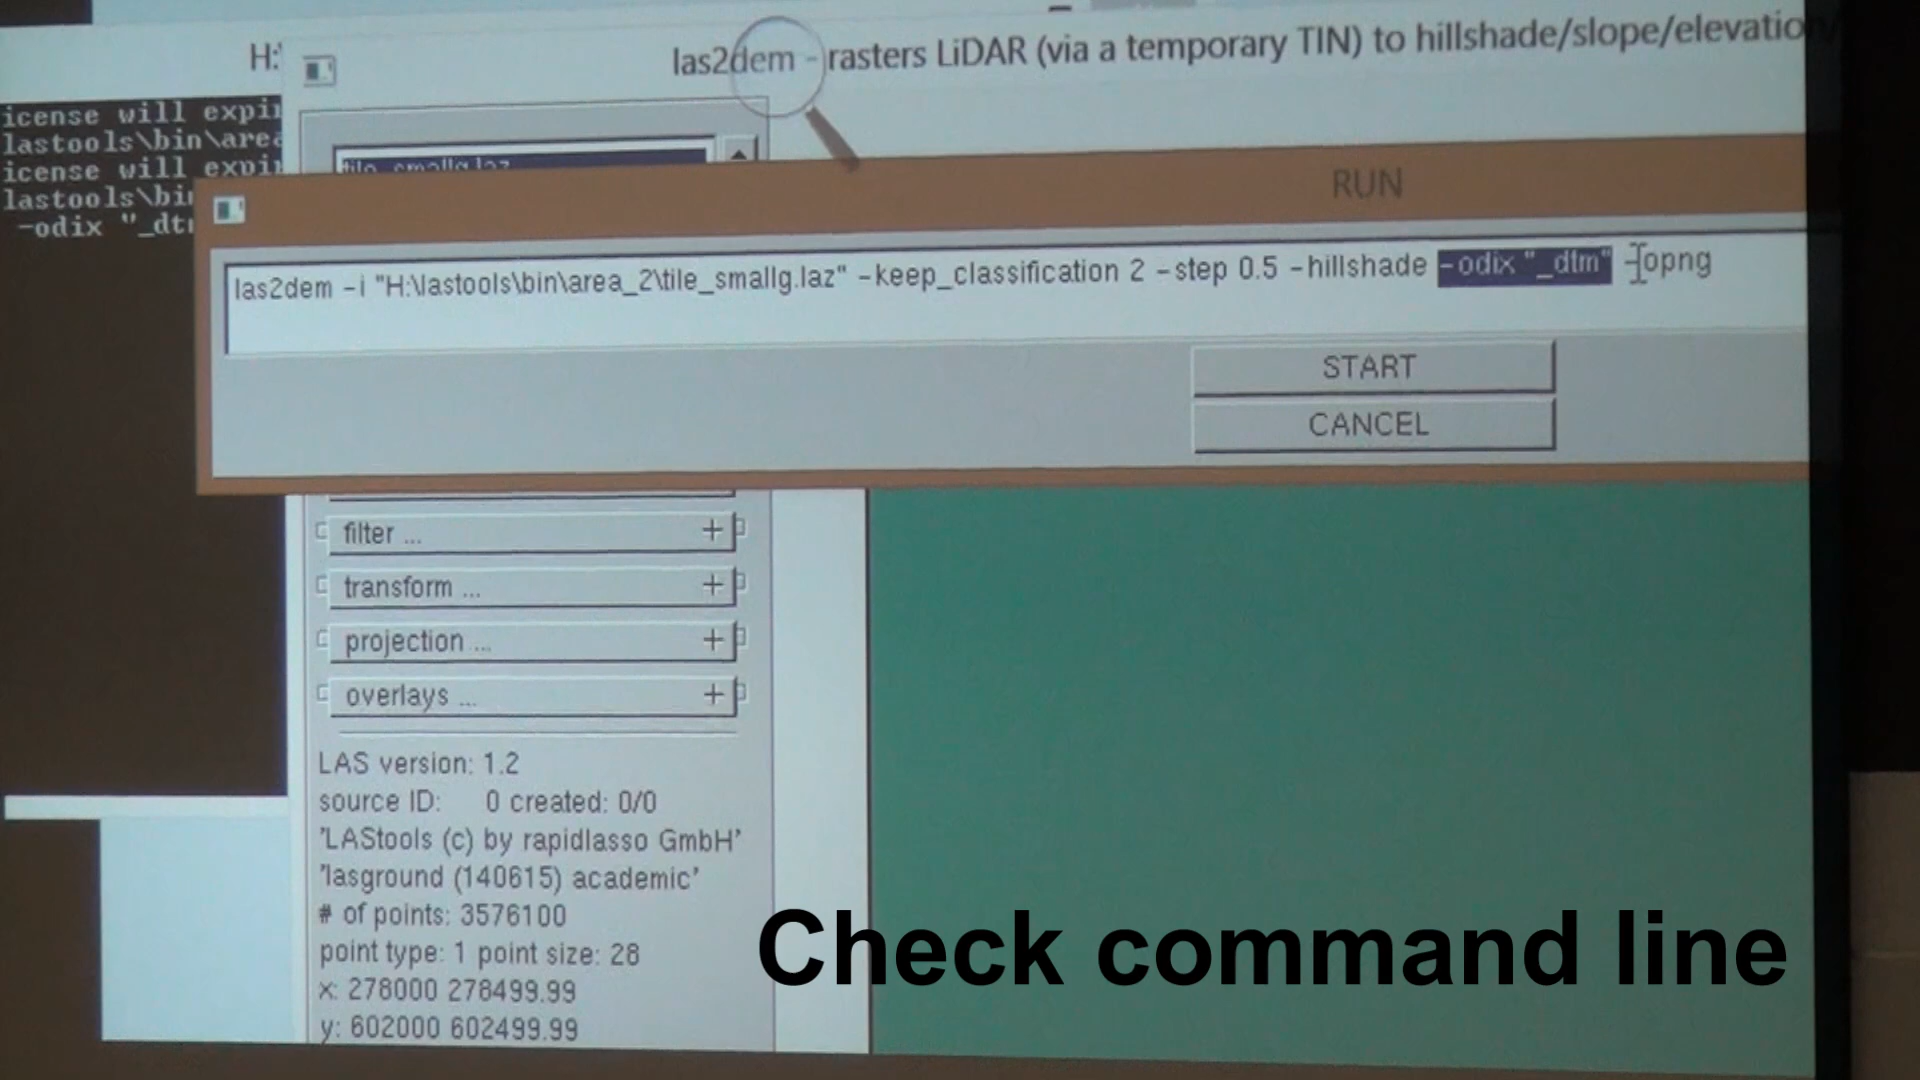 H:
las2dem - rasters LiDAR (via a temporary TIN) to hillshade/slope/elevation
icense will expi
lastools\bin\area
icense will expi
lastools\bi
-odix "_dt
tile_smallg.laz
RUN
las2dem -i "H:\lastools\bin\area_2\tile_smallg.laz" -keep_classification 2 -step 0.5 -hillshade -odix "_dtm" -opng
START
CANCEL
filter ... +
transform ... +
projection ... +
overlays ... +
LAS version: 1.2
source ID: 0 created: 0/0
'LAStools (c) by rapidlasso GmbH'
'lasground (140615) academic'
# of points: 3576100
point type: 1 point size: 28
x: 278000 278499.99
y: 602000 602499.99
Check command line